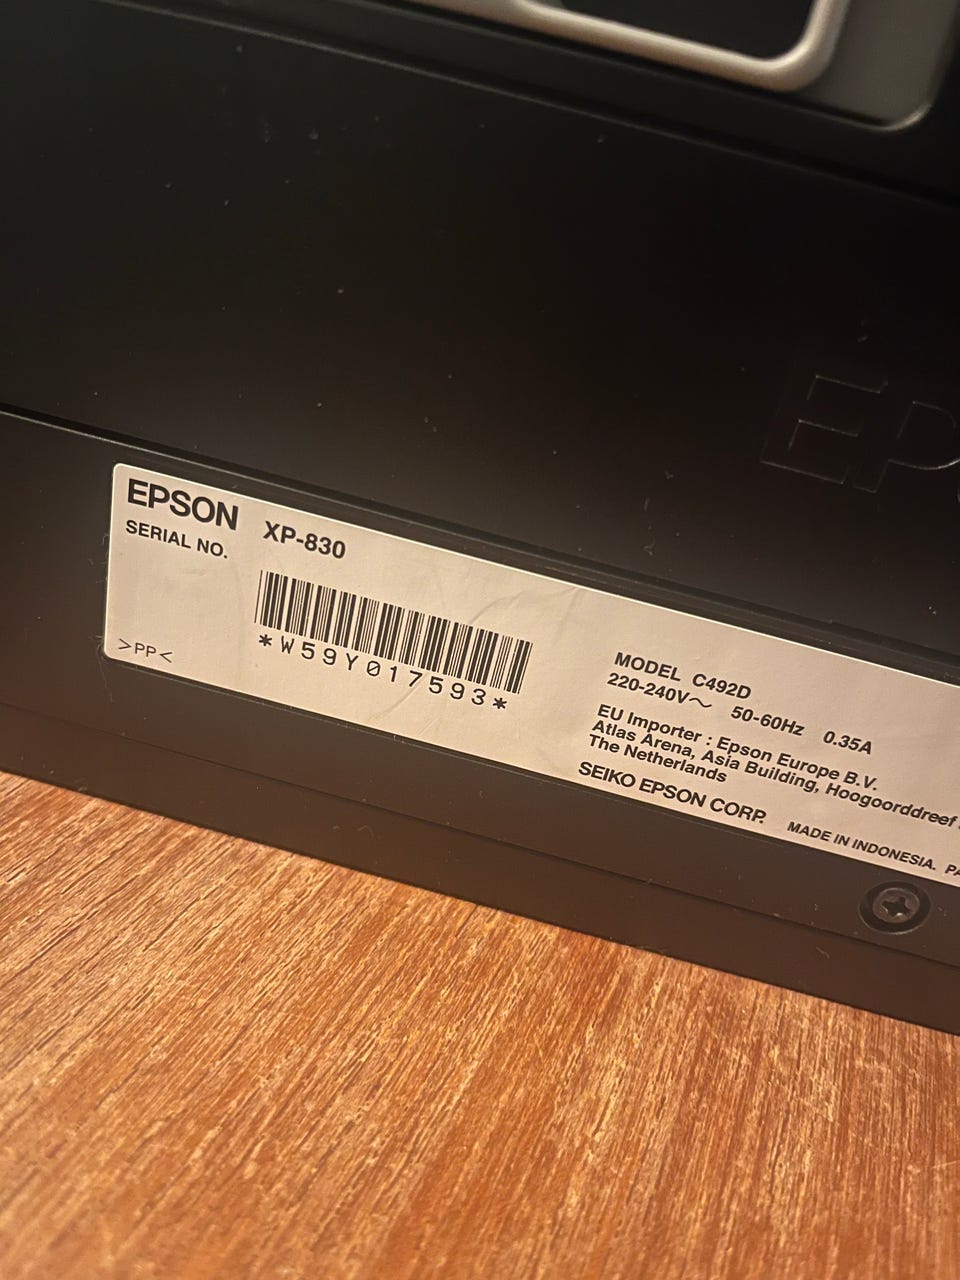 EPSON XP-830
SERIAL NO.
*W59Y017593*
>PP<
MODEL C492D
220-240V～ 50-60Hz 0.35A
EU Importer : Epson Europe B.V.
Atlas Arena, Asia Building, Hoogoorddreef
The Netherlands
SEIKO EPSON CORP. MADE IN INDONESIA.